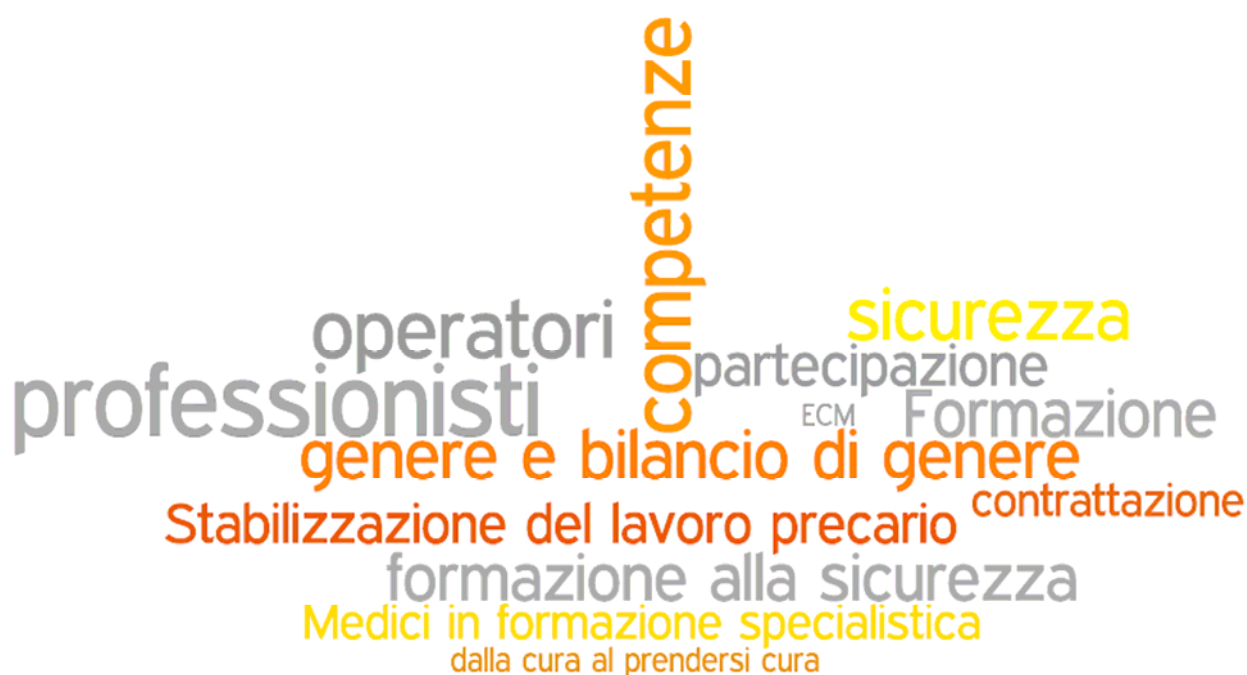 competenze
operatori
sicurezza
partecipazione
professionisti
ECM
Formazione
genere e bilancio di genere
contrattazione
Stabilizzazione del lavoro precario
formazione alla sicurezza
Medici in formazione specialistica
dalla cura al prendersi cura